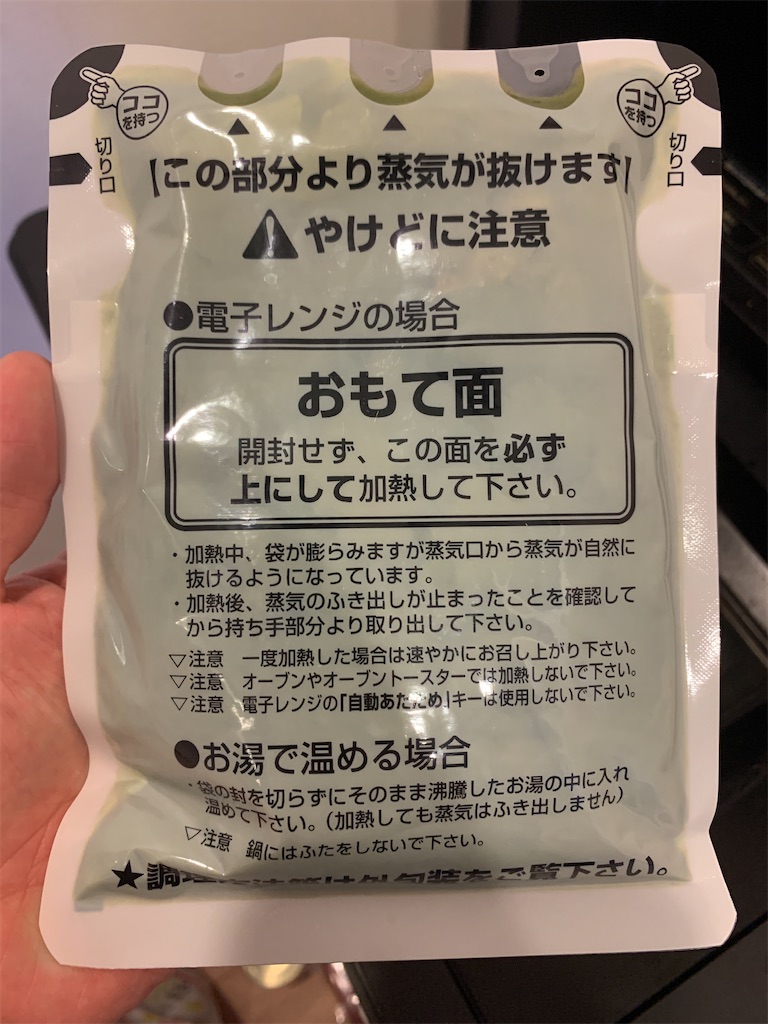 ココ
を持つ
ココ
を持つ
切り口
切り口
【この部分より蒸気が抜けます】
やけどに注意
●電子レンジの場合
おもて面
開封せず、この面を必ず
上にして加熱して下さい。
・加熱中、袋が膨らみますが蒸気口から蒸気が自然に
抜けるようになっています。
・加熱後、蒸気のふき出しが止まったことを確認して
から持ち手部分より取り出して下さい。
▽注意 一度加熱した場合は速やかにお召し上がり下さい。
▽注意 オーブンやオーブントースターでは加熱しないで下さい。
▽注意 電子レンジの「自動あたため」キーは使用しないで下さい。
●お湯で温める場合
・袋の封を切らずにそのまま沸騰したお湯の中に入れ
温めて下さい。（加熱しても蒸気はふき出しません）
▽注意 鍋にはふたをしないで下さい。
★調理方法等は外包装をご覧下さい。